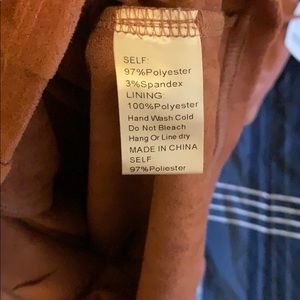 SELF:
97%Polyester
3%Spandex
LINING:
100%Polyester
Hand Wash Cold
Do Not Bleach
Hang Or Line dry
MADE IN CHINA
SELF
97%Poliester